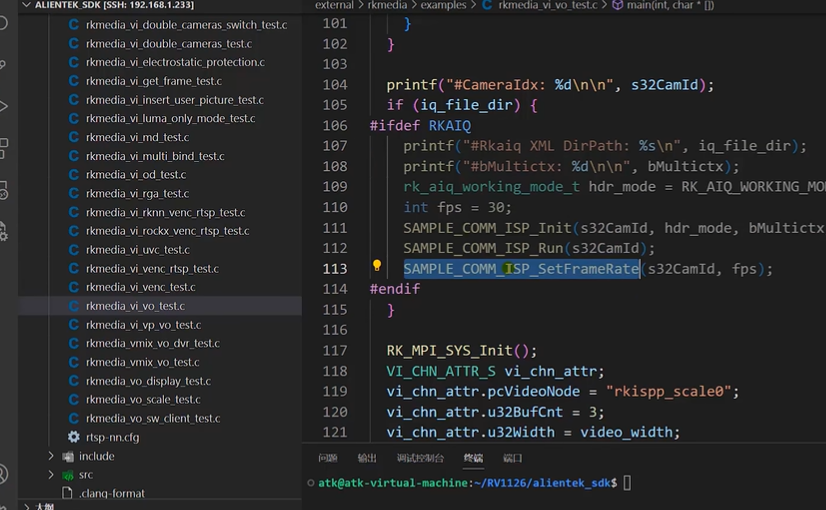 ALIENTEK_SDK [SSH: 192.168.1.233]
rkmedia_vi_double_cameras_switch_test.c
rkmedia_vi_double_cameras_test.c
rkmedia_vi_electrostatic_protection.c
rkmedia_vi_get_frame_test.c
rkmedia_vi_insert_user_picture_test.c
rkmedia_vi_luma_only_mode_test.c
rkmedia_vi_md_test.c
rkmedia_vi_multi_bind_test.c
rkmedia_vi_od_test.c
rkmedia_vi_rga_test.c
rkmedia_vi_rknn_venc_rtsp_test.c
rkmedia_vi_rockx_venc_rtsp_test.c
rkmedia_vi_uvc_test.c
rkmedia_vi_venc_rtsp_test.c
rkmedia_vi_venc_test.c
rkmedia_vi_vo_test.c
rkmedia_vi_vp_vo_test.c
rkmedia_vmix_vo_dvr_test.c
rkmedia_vmix_vo_test.c
rkmedia_vo_display_test.c
rkmedia_vo_scale_test.c
rkmedia_vo_sw_client_test.c
rtsp-nn.cfg
include
src
.clang-format
大纲
external > rkmedia > examples > C rkmedia_vi_vo_test.c > main(int, char * [])
101 }
102 }
103
104 printf("#CameraIdx: %d\n\n", s32CamId);
105 if (iq_file_dir) {
106 #ifdef RKAIQ
107 printf("#Rkaiq XML DirPath: %s\n", iq_file_dir);
108 printf("#bMultictx: %d\n\n", bMultictx);
109 rk_aiq_working_mode_t hdr_mode = RK_AIQ_WORKING_MO
110 int fps = 30;
111 SAMPLE_COMM_ISP_Init(s32CamId, hdr_mode, bMultictx
112 SAMPLE_COMM_ISP_Run(s32CamId);
113 SAMPLE_COMM_ISP_SetFrameRate(s32CamId, fps);
114 #endif
115 }
116
117 RK_MPI_SYS_Init();
118 VI_CHN_ATTR_S vi_chn_attr;
119 vi_chn_attr.pcVideoNode = "rkispp_scale0";
120 vi_chn_attr.u32BufCnt = 3;
121 vi_chn_attr.u32Width = video_width;
问题 输出 调试控制台 终端 端口
atk@atk-virtual-machine:~/RV1126/alientek_sdk$